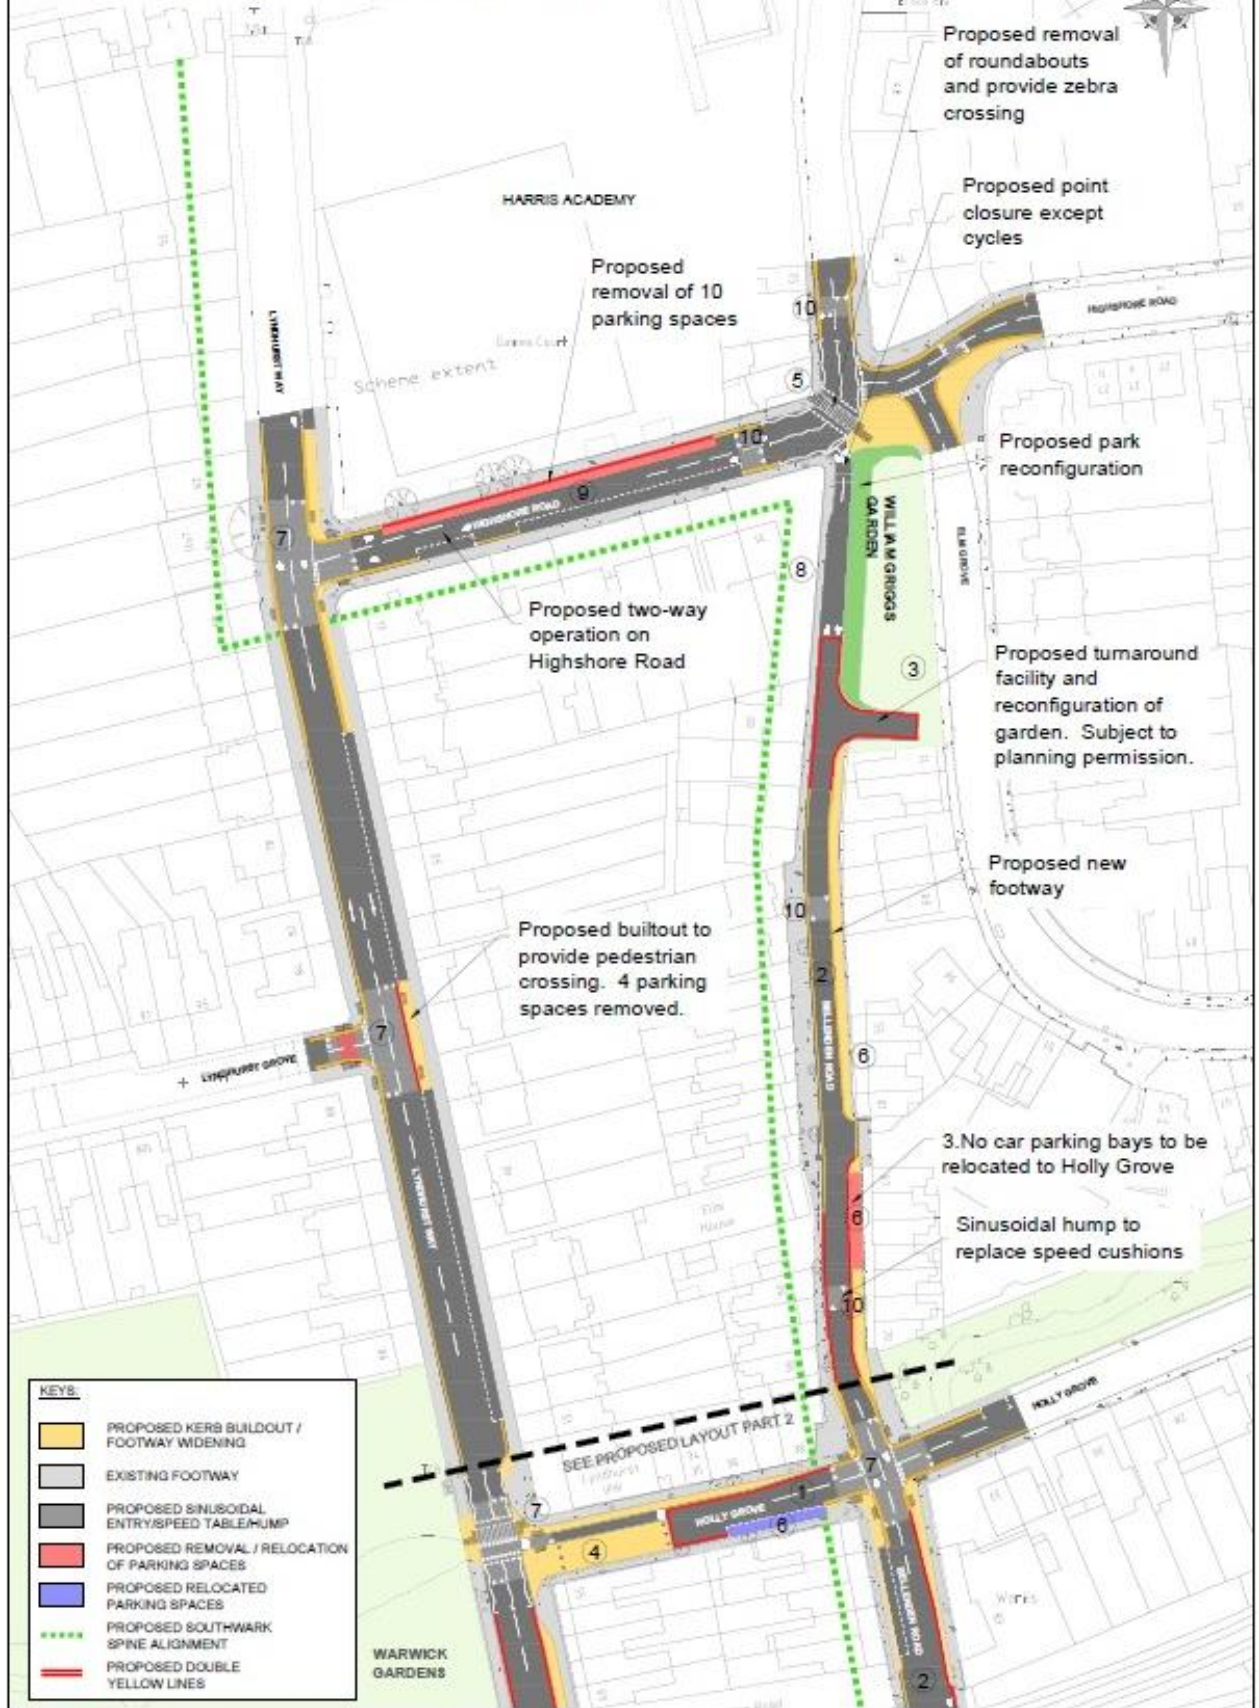 Proposed removal
of roundabouts
and provide zebra
crossing
HARRIS ACADEMY
Proposed point
closure except
cycles
Proposed
removal of 10
parking spaces
10
HIGHSHORE ROAD
LYNDHURST WAY
Scheme extent
5
10
Proposed park
reconfiguration
9
HIGHSHORE ROAD
7
WILLIAM GRIGGS
GARDEN
ELM GROVE
8
Proposed two-way
operation on
Highshore Road
3
Proposed turnaround
facility and
reconfiguration of
garden. Subject to
planning permission.
Proposed new
footway
10
Proposed builtout to
provide pedestrian
crossing. 4 parking
spaces removed.
2
BELLENDEN ROAD
7
LYNDHURST GROVE
6
3.No car parking bays to be
relocated to Holly Grove
LYNDHURST WAY
6
Sinusoidal hump to
replace speed cushions
10
HOLLY GROVE
SEE PROPOSED LAYOUT PART 2
7
7
1
HOLLY GROVE
6
4
BELLENDEN ROAD
2
WARWICK
GARDENS
KEYS:
PROPOSED KERB BUILDOUT /
FOOTWAY WIDENING
EXISTING FOOTWAY
PROPOSED SINUSOIDAL
ENTRY/SPEED TABLE/HUMP
PROPOSED REMOVAL / RELOCATION
OF PARKING SPACES
PROPOSED RELOCATED
PARKING SPACES
PROPOSED SOUTHWARK
SPINE ALIGNMENT
PROPOSED DOUBLE
YELLOW LINES